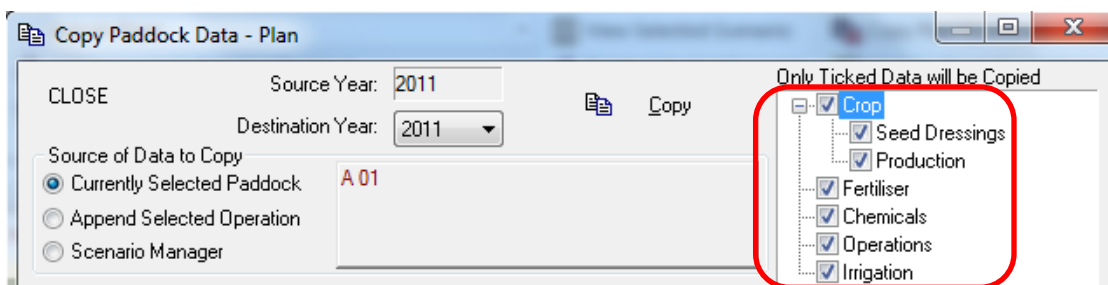 Copy Paddock Data - Plan
CLOSE
Source Year: 2011
Copy
Destination Year: 2011
Source of Data to Copy
Currently Selected Paddock
Append Selected Operation
Scenario Manager
A 01
Only Ticked Data will be Copied
Crop
Seed Dressings
Production
Fertiliser
Chemicals
Operations
Irrigation